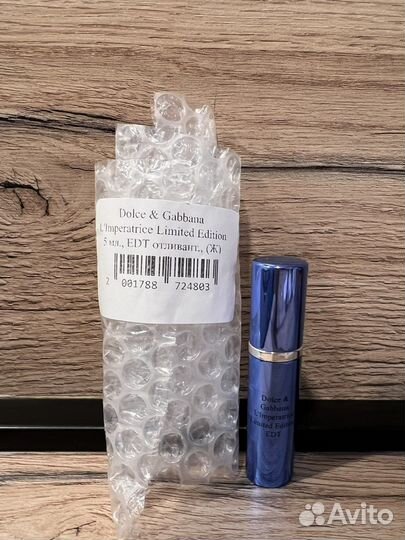 Dolce & Gabbana
L'Imperatrice Limited Edition
5 мл., EDT отливант., (Ж)
2 001788 724803
Dolce &
Gabbana
L'Imperatrice
Limited Edition
EDT
Avito